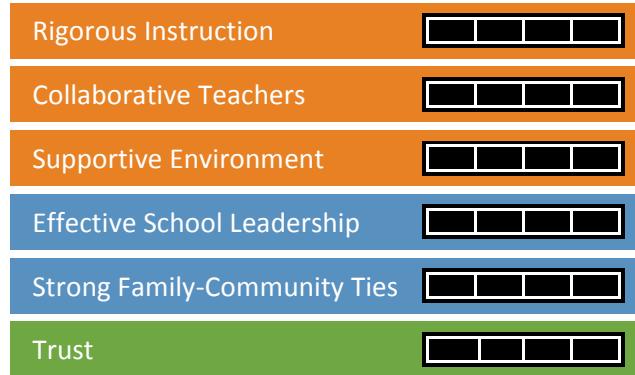 Rigorous Instruction
Collaborative Teachers
Supportive Environment
Effective School Leadership
Strong Family-Community Ties
Trust